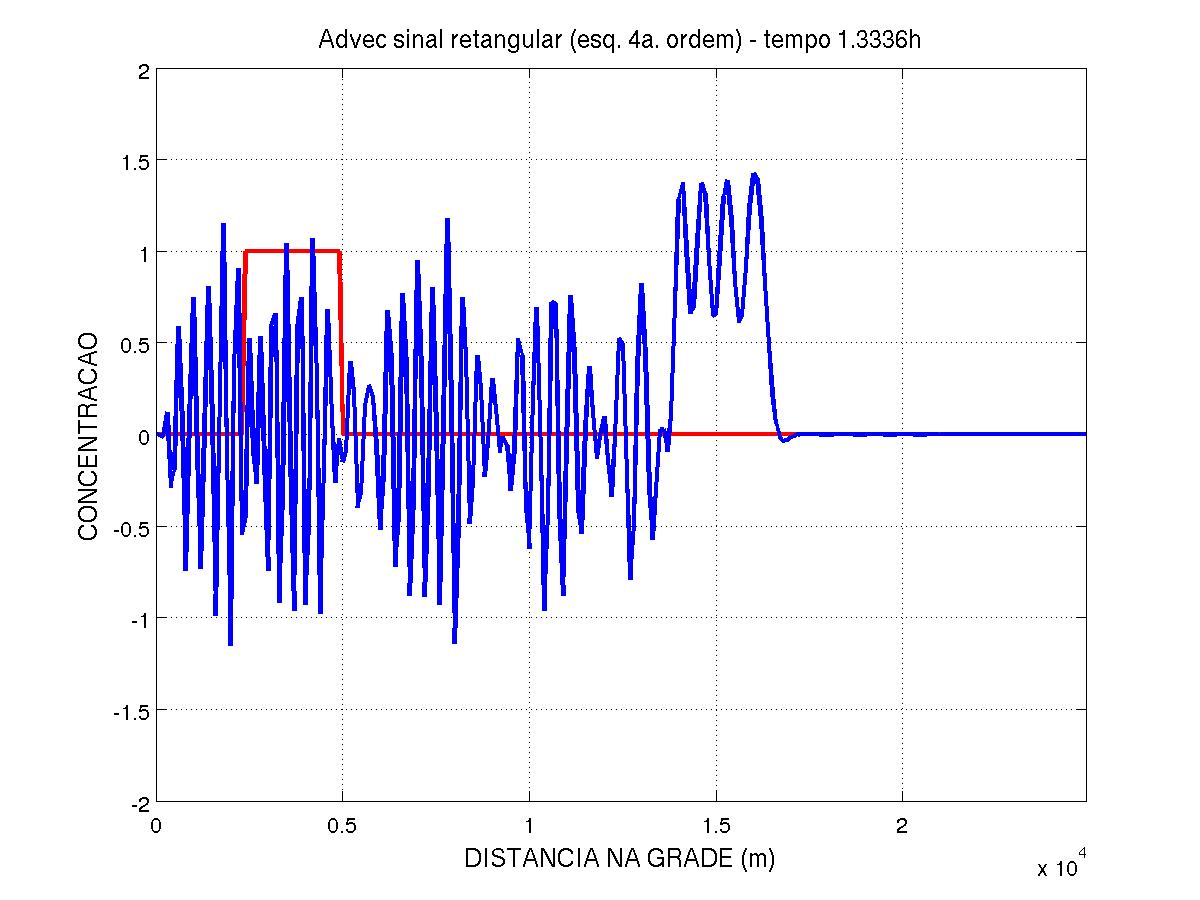 Advec sinal retangular (esq. 4a. ordem) - tempo 1.3336h
2
1.5
1
0.5
0
-0.5
-1
-1.5
-2
CONCENTRACAO
0 0.5 1 1.5 2
DISTANCIA NA GRADE (m)
x 10^4